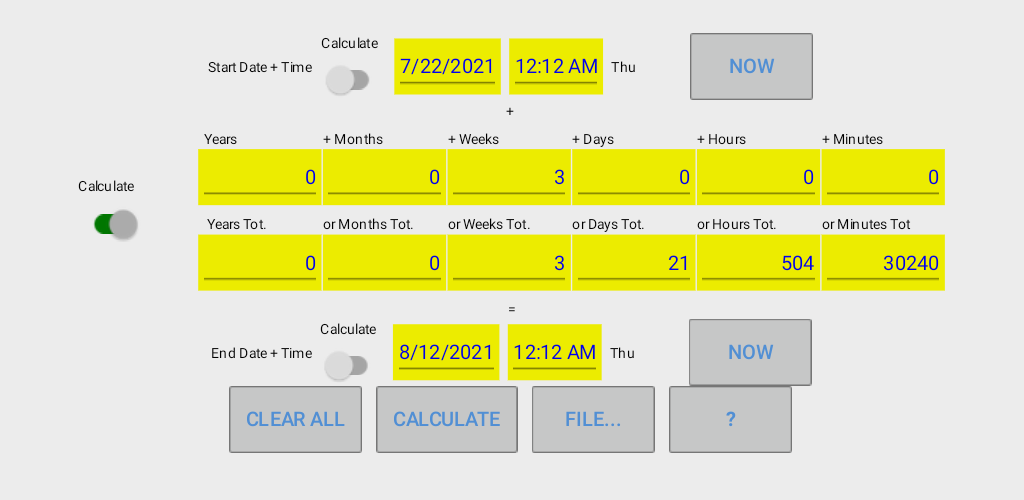 Calculate
Start Date + Time 7/22/2021 12:12 AM Thu NOW
+
Years + Months + Weeks + Days + Hours + Minutes
0 0 3 0 0 0
Calculate
Years Tot. or Months Tot. or Weeks Tot. or Days Tot. or Hours Tot. or Minutes Tot
0 0 3 21 504 30240
=
Calculate
End Date + Time 8/12/2021 12:12 AM Thu NOW
CLEAR ALL CALCULATE FILE... ?